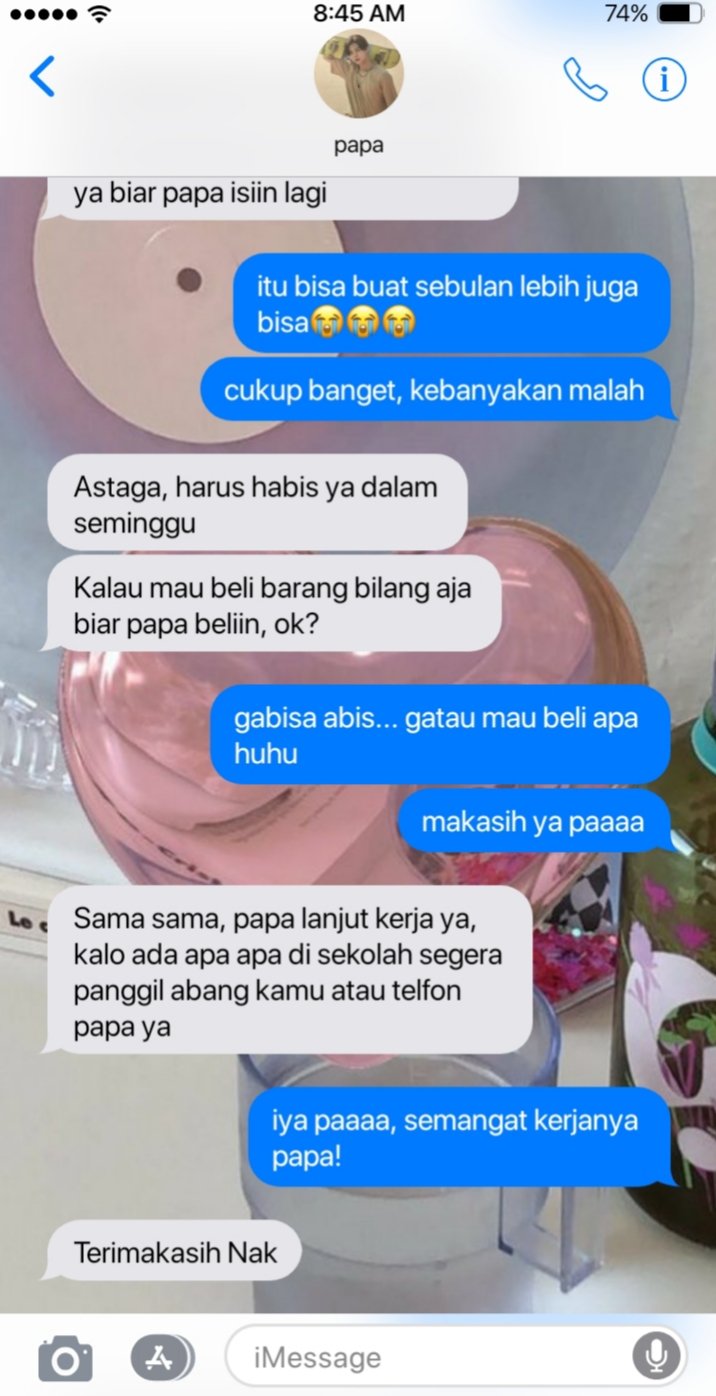 8:45 AM
74%
papa
ya biar papa isiin lagi
itu bisa buat sebulan lebih juga
bisa😭😭😭
cukup banget, kebanyakan malah
Astaga, harus habis ya dalam
seminggu
Kalau mau beli barang bilang aja
biar papa beliin, ok?
gabisa abis... gatau mau beli apa
huhu
makasih ya paaaa
Sama sama, papa lanjut kerja ya,
kalo ada apa apa di sekolah segera
panggil abang kamu atau telfon
papa ya
iya paaaa, semangat kerjanya
papa!
Terimakasih Nak
iMessage